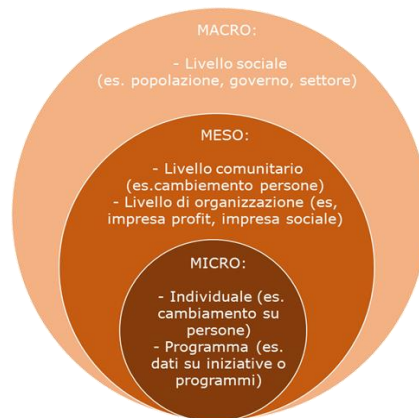 MACRO:
- Livello sociale
(es. popolazione, governo, settore)
MESO:
- Livello comunitario
(es.cambiemento persone)
- Livello di organizzazione (es,
impresa profit, impresa sociale)
MICRO:
- Individuale (es.
cambiamento su
persone)
- Programma (es.
dati su iniziative o
programmi)